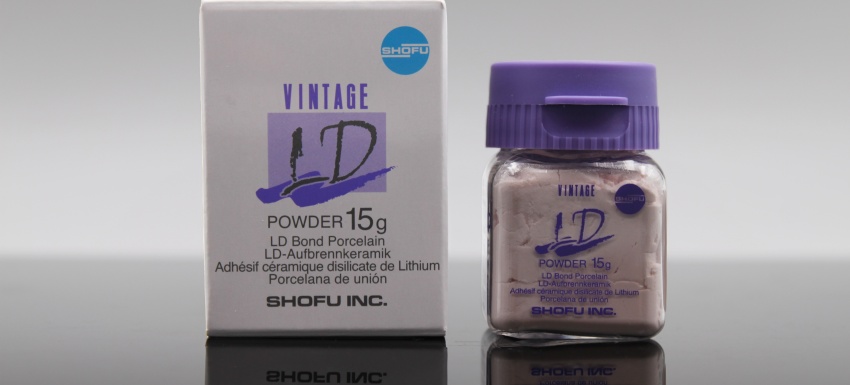 SHOFU
VINTAGE
LD
POWDER 15g
LD Bond Porcelain
LD-Aufbrennkeramik
Adhésif céramique disilicate de Lithium
Porcelana de unión
SHOFU INC.
VINTAGE
SHOFU
LD
POWDER 15g
LD Bond Porcelain
LD-Aufbrennkeramik
Adhésif céramique disilicate de Lithium
Porcelana de unión
SHOFU INC.